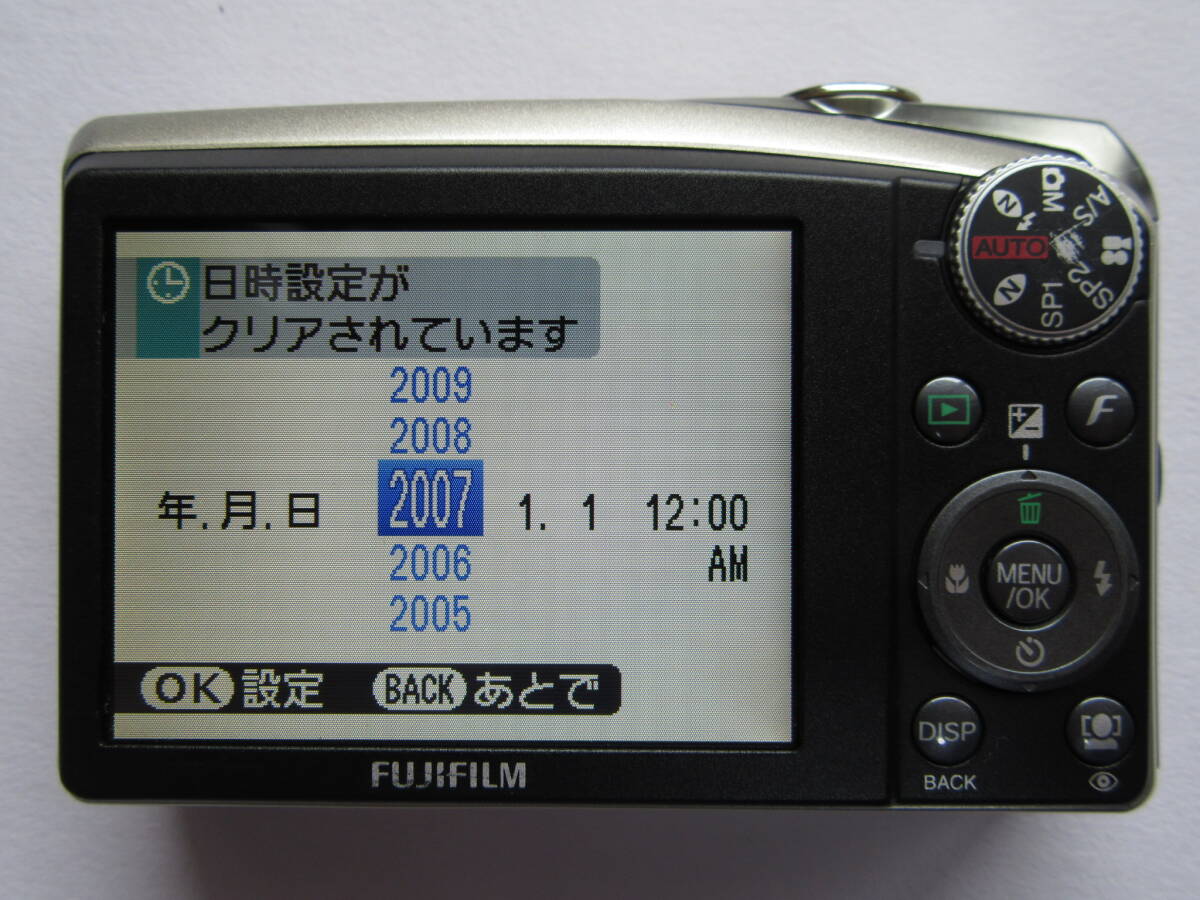 日時設定が
クリアされています
2009
2008
年.月.日 2007 1. 1 12:00
2006 AM
2005
OK 設定 BACK あとで
FUJIFILM
M
A/S
N
AUTO
N
SP1
SP2
F
MENU
/OK
DISP
BACK